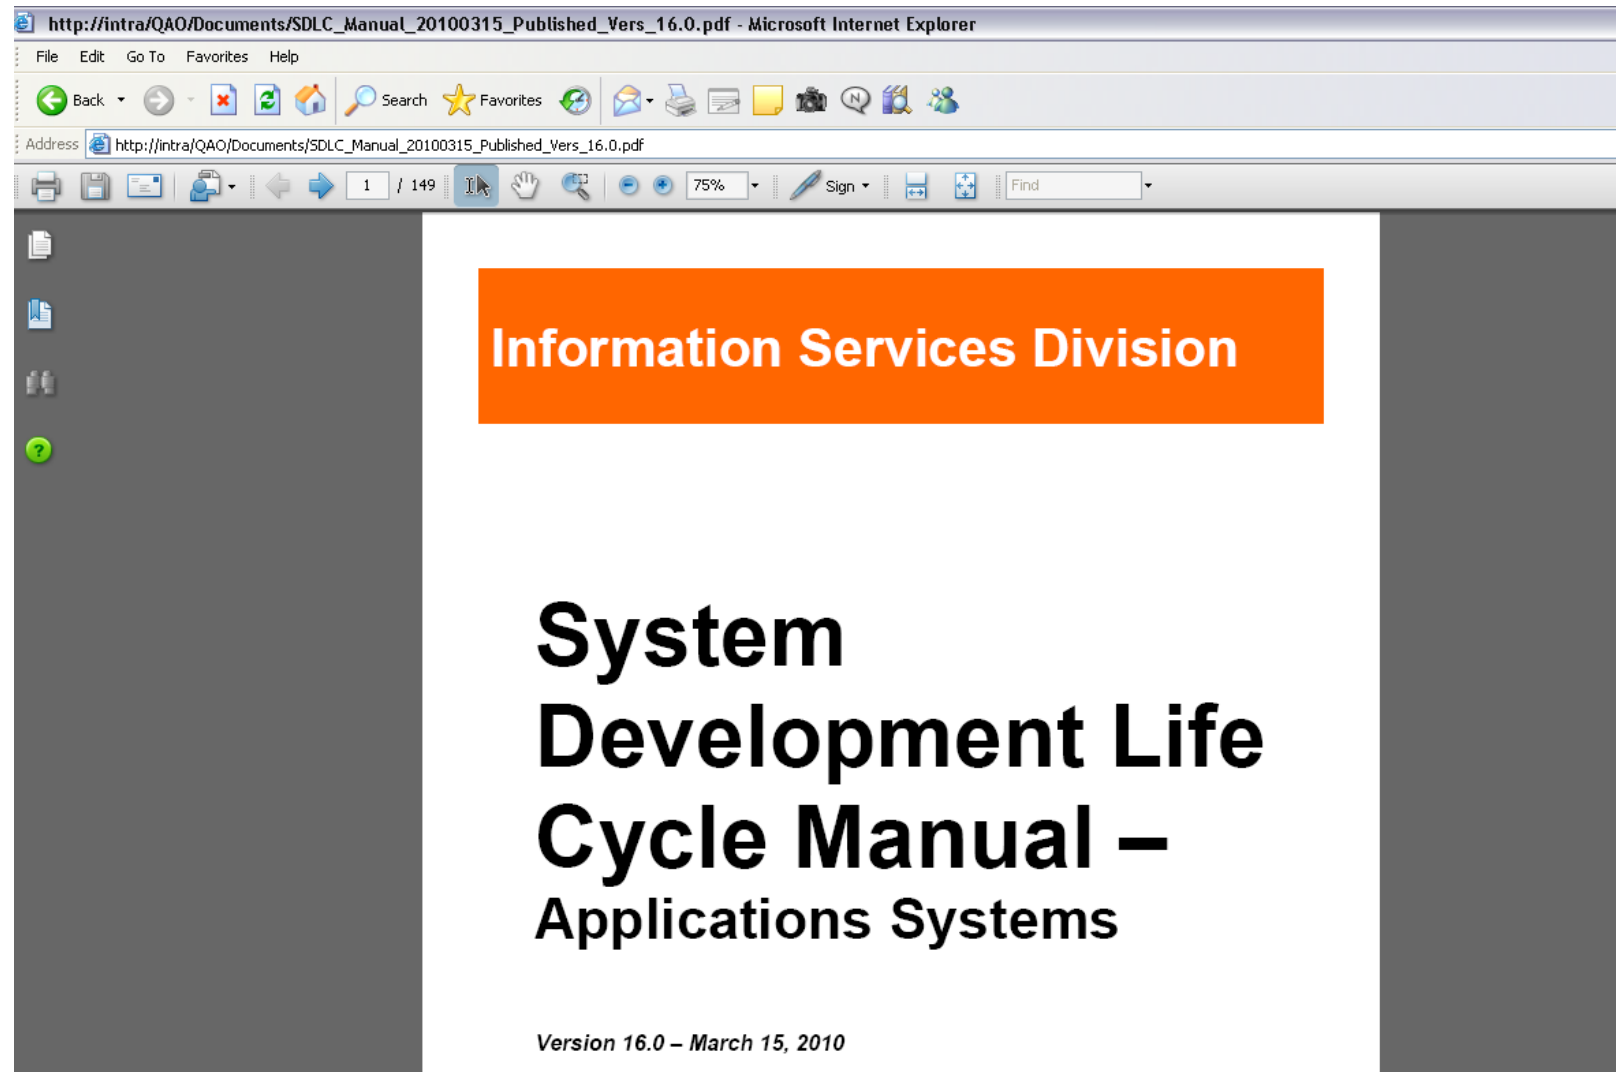 http://intra/QAO/Documents/SDLC_Manual_20100315_Published_Vers_16.0.pdf - Microsoft Internet Explorer
File Edit Go To Favorites Help
Back Search Favorites
Address http://intra/QAO/Documents/SDLC_Manual_20100315_Published_Vers_16.0.pdf
1 / 149 75% Sign Find
Information Services Division
System
Development Life
Cycle Manual –
Applications Systems
Version 16.0 – March 15, 2010